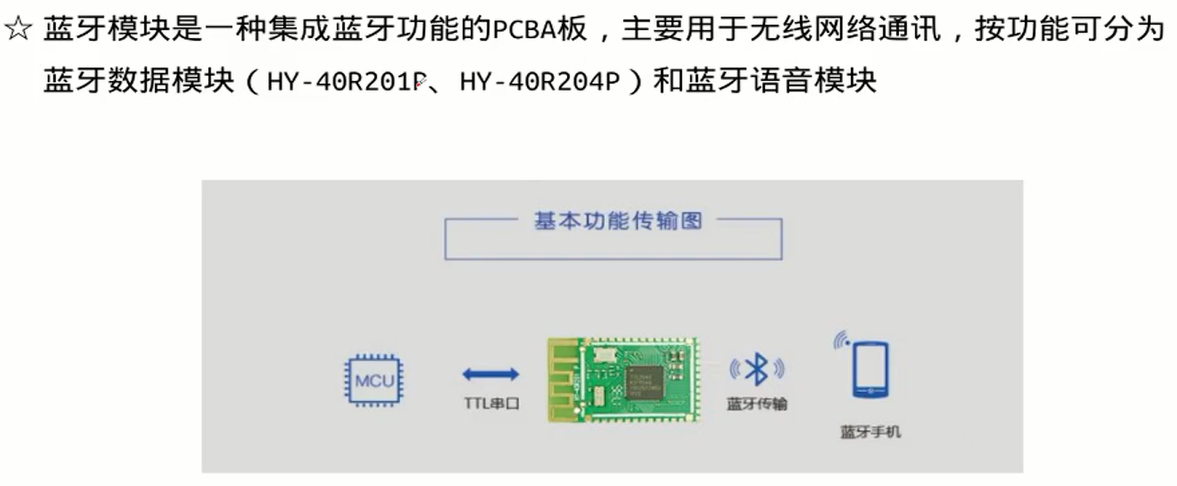 ☆ 蓝牙模块是一种集成蓝牙功能的PCBA板，主要用于无线网络通讯，按功能可分为
蓝牙数据模块（HY-40R201P、HY-40R204P）和蓝牙语音模块
基本功能传输图
MCU
TTL串口
蓝牙传输
蓝牙手机